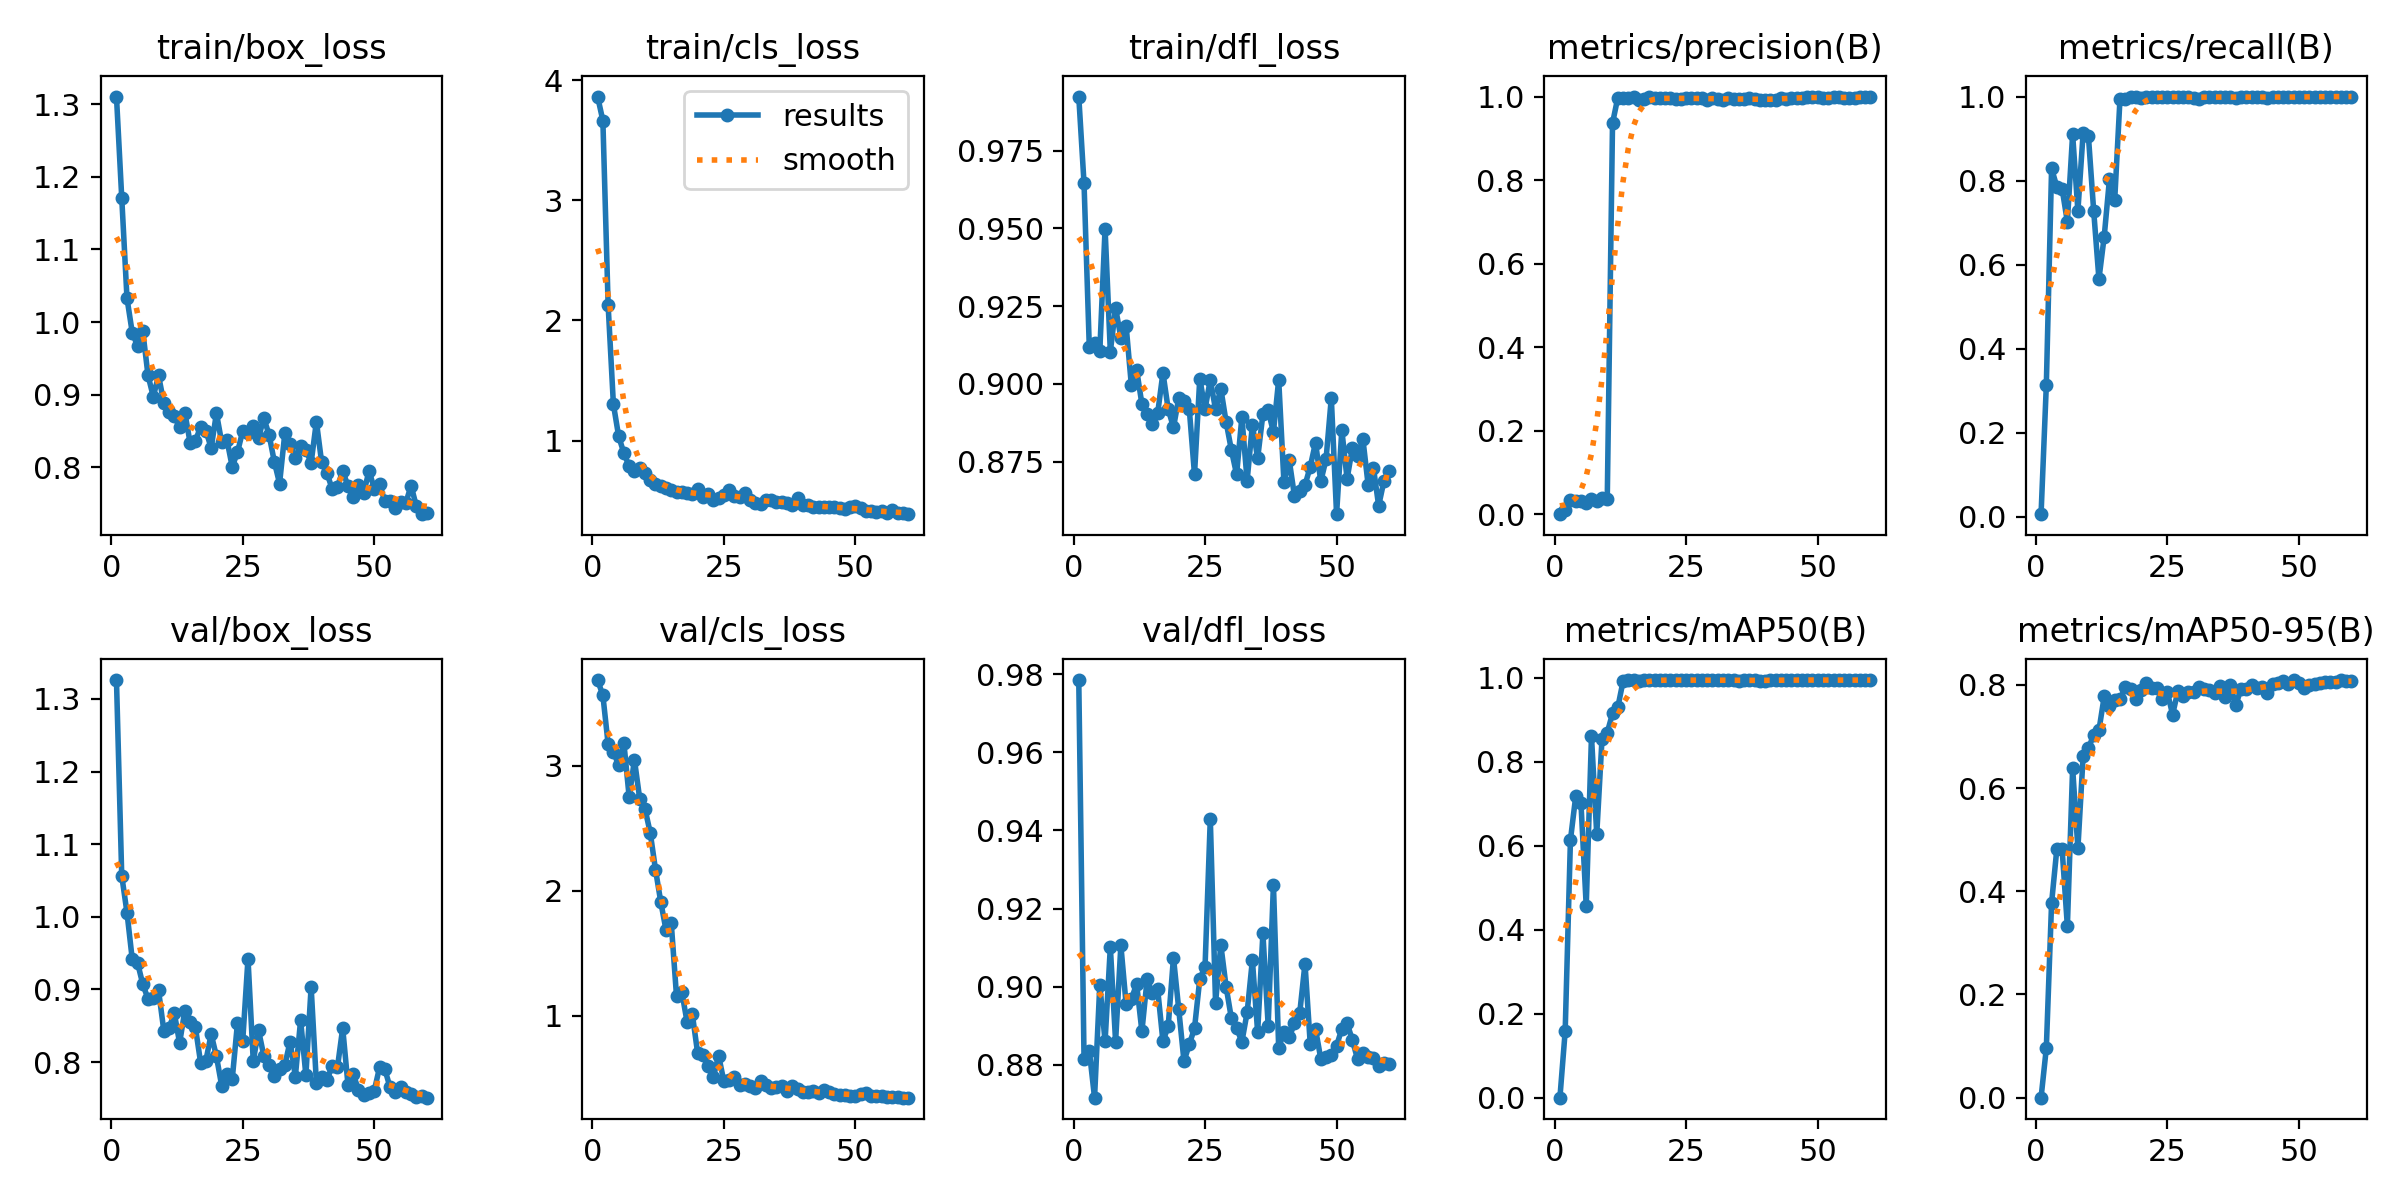 train/box_loss
1.3
1.2
1.1
1.0
0.9
0.8
0 25 50
train/cls_loss
results
smooth
4
3
2
1
0 25 50
train/dfl_loss
0.975
0.950
0.925
0.900
0.875
0 25 50
metrics/precision(B)
1.0
0.8
0.6
0.4
0.2
0.0
0 25 50
metrics/recall(B)
1.0
0.8
0.6
0.4
0.2
0.0
0 25 50
val/box_loss
1.3
1.2
1.1
1.0
0.9
0.8
0 25 50
val/cls_loss
3
2
1
0 25 50
val/dfl_loss
0.98
0.96
0.94
0.92
0.90
0.88
0 25 50
metrics/mAP50(B)
1.0
0.8
0.6
0.4
0.2
0.0
0 25 50
metrics/mAP50-95(B)
0.8
0.6
0.4
0.2
0.0
0 25 50